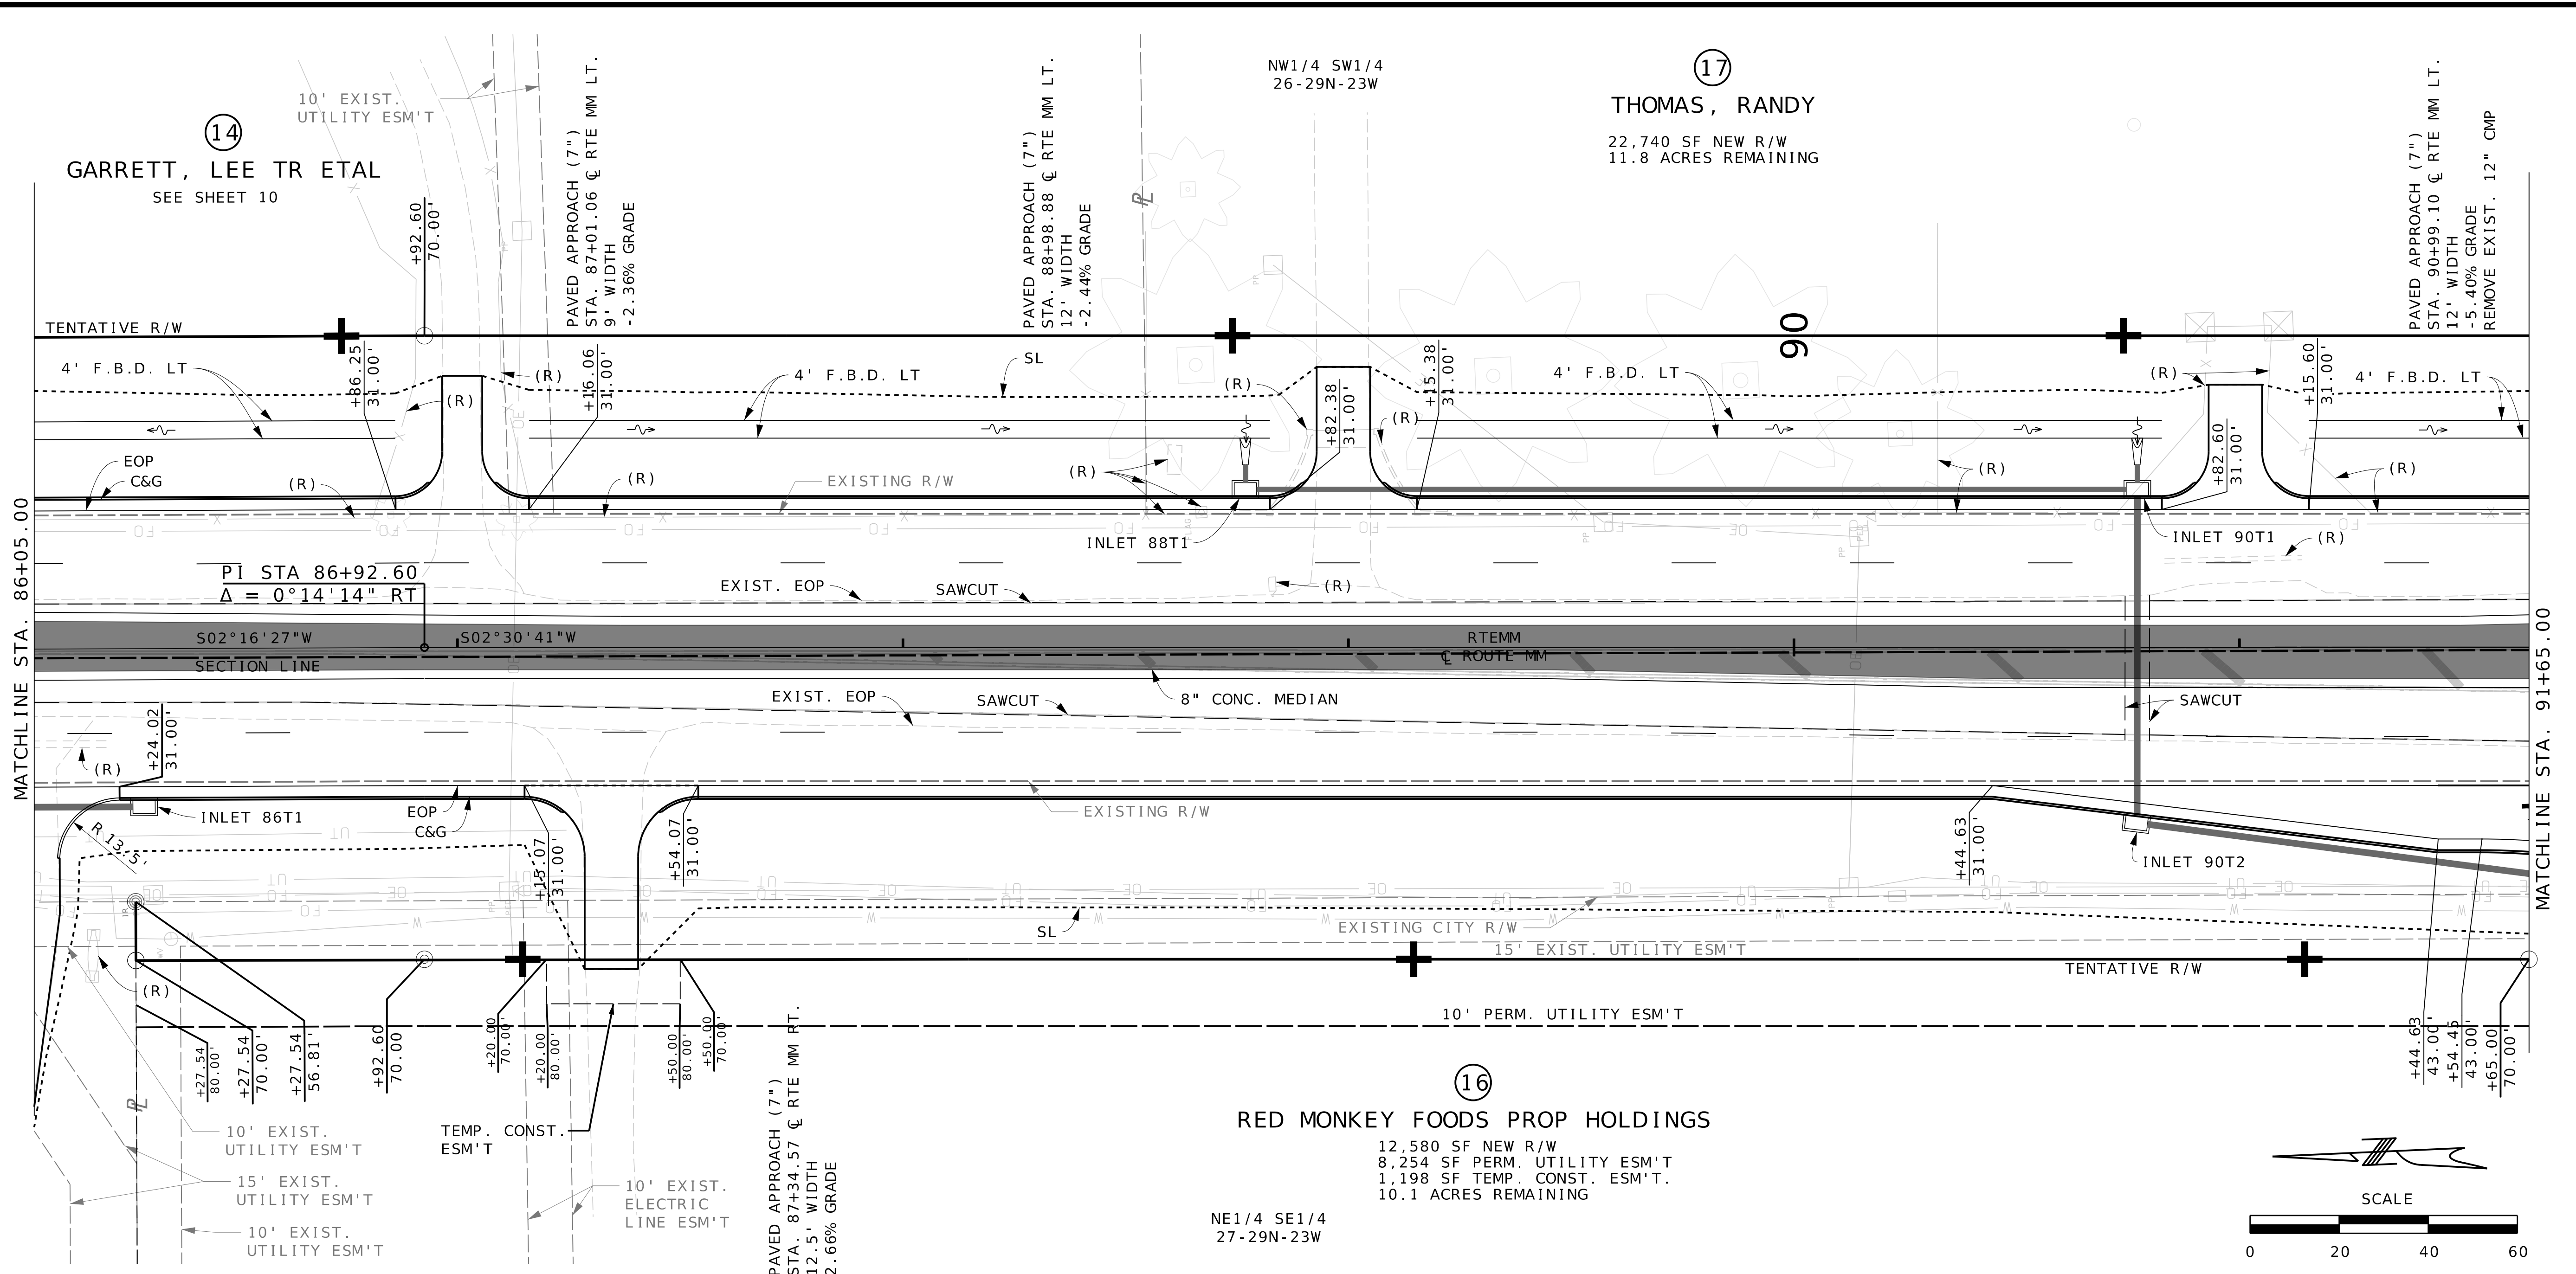 10' EXIST.
UTILITY ESM'T
14
GARRETT, LEE TR ETAL
SEE SHEET 10
+92.60
70.00'
PAVED APPROACH (7")
STA. 87+01.06 ℄ RTE MM LT.
9' WIDTH
-2.36% GRADE
PAVED APPROACH (7")
STA. 88+98.88 ℄ RTE MM LT.
12' WIDTH
-2.44% GRADE
PL
NW1/4 SW1/4
26-29N-23W
17
THOMAS, RANDY
22,740 SF NEW R/W
11.8 ACRES REMAINING
PAVED APPROACH (7")
STA. 90+99.10 ℄ RTE MM LT.
12' WIDTH
-5.40% GRADE
REMOVE EXIST. 12" CMP
TENTATIVE R/W
4' F.B.D. LT
+86.25
31.00'
(R)
(R)
+16.06
31.00'
4' F.B.D. LT
SL
(R)
+82.38
31.00'
(R)
+15.38
31.00'
4' F.B.D. LT
90
(R)
+82.60
31.00'
+15.60
31.00'
4' F.B.D. LT
EOP
C&G
(R)
(R)
EXISTING R/W
(R)
(R)
(R)
INLET 88T1
INLET 90T1
(R)
MATCHLINE STA. 86+05.00
PI STA 86+92.60
Δ = 0°14'14" RT
EXIST. EOP
SAWCUT
(R)
S02°16'27"W
S02°30'41"W
RTEMM
SECTION LINE
℄ ROUTE MM
MATCHLINE STA. 91+65.00
EXIST. EOP
SAWCUT
8" CONC. MEDIAN
SAWCUT
+24.02
31.00'
(R)
INLET 86T1
EOP
C&G
EXISTING R/W
R 13.5'
+15.07
31.00'
+54.07
31.00'
+44.63
31.00'
INLET 90T2
SL
EXISTING CITY R/W
15' EXIST. UTILITY ESM'T
TENTATIVE R/W
(R)
10' PERM. UTILITY ESM'T
+27.54
80.00'
+27.54
70.00'
+27.54
56.81'
+92.60
70.00
+20.00
70.00'
+20.00
80.00'
+50.00
80.00'
+50.00
70.00'
+44.63
43.00'
+54.45
43.00'
+65.00
70.00'
PL
10' EXIST.
UTILITY ESM'T
15' EXIST.
UTILITY ESM'T
10' EXIST.
UTILITY ESM'T
TEMP. CONST.
ESM'T
10' EXIST.
ELECTRIC
LINE ESM'T
PAVED APPROACH (7")
STA. 87+34.57 ℄ RTE MM RT.
12.5' WIDTH
2.66% GRADE
16
RED MONKEY FOODS PROP HOLDINGS
12,580 SF NEW R/W
8,254 SF PERM. UTILITY ESM'T
1,198 SF TEMP. CONST. ESM'T.
10.1 ACRES REMAINING
NE1/4 SE1/4
27-29N-23W
SCALE
0 20 40 60